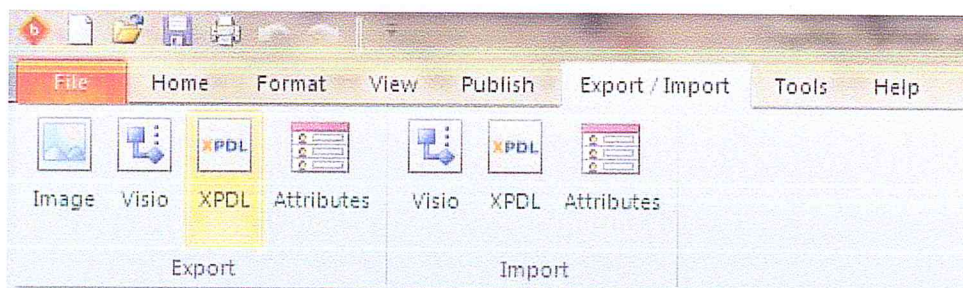 b
File Home Format View Publish Export / Import Tools Help
XPDL XPDL
Image Visio XPDL Attributes Visio XPDL Attributes
Export Import